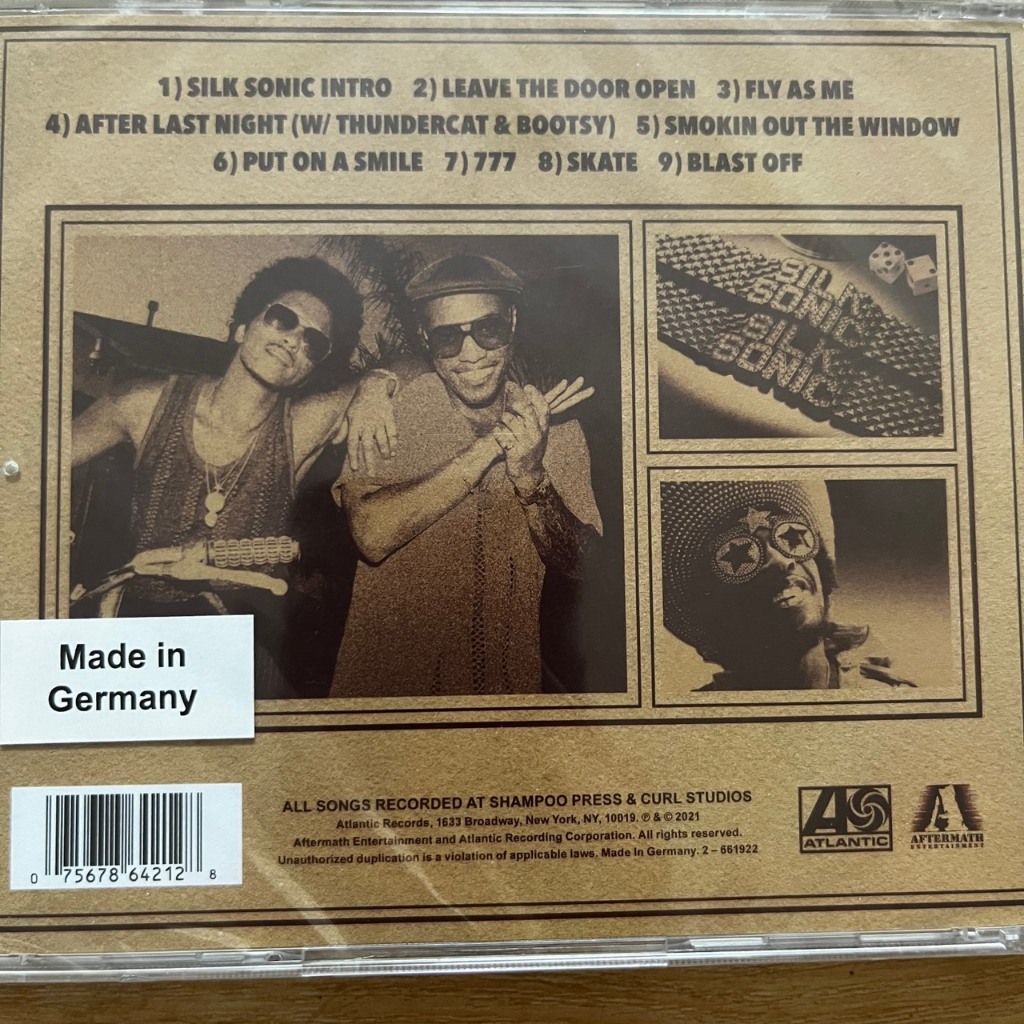 1) SILK SONIC INTRO 2) LEAVE THE DOOR OPEN 3) FLY AS ME
4) AFTER LAST NIGHT (W/ THUNDERCAT & BOOTSY) 5) SMOKIN OUT THE WINDOW
6) PUT ON A SMILE 7) 777 8) SKATE 9) BLAST OFF
SILK
SONIC
SILK
SONIC
Made in
Germany
0 75678 64212 8
ALL SONGS RECORDED AT SHAMPOO PRESS & CURL STUDIOS
Atlantic Records, 1633 Broadway, New York, NY, 10019. ℗ & © 2021
Aftermath Entertainment and Atlantic Recording Corporation. All rights reserved.
Unauthorized duplication is a violation of applicable laws. Made In Germany. 2 – 661922
ATLANTIC
AFTERMATH
ENTERTAINMENT